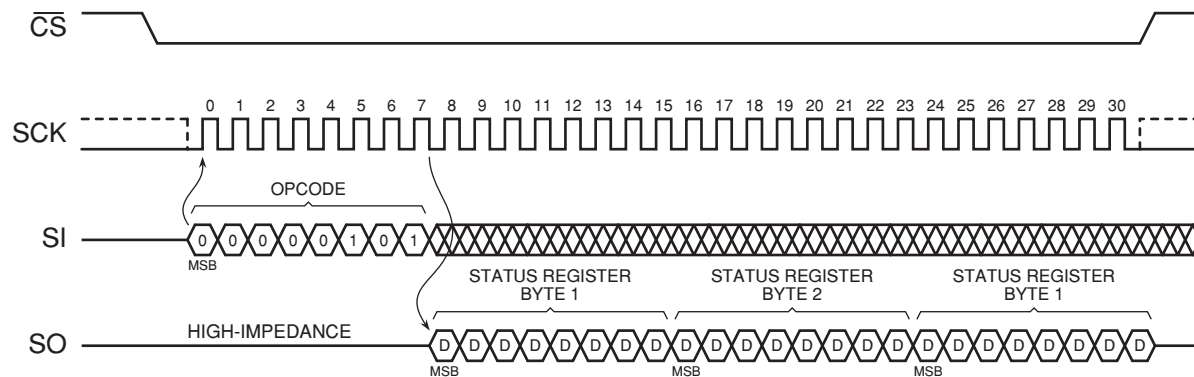 CS
0 1 2 3 4 5 6 7 8 9 10 11 12 13 14 15 16 17 18 19 20 21 22 23 24 25 26 27 28 29 30
SCK
OPCODE
SI 0 0 0 0 0 1 0 1
MSB
STATUS REGISTER
BYTE 1
STATUS REGISTER
BYTE 2
STATUS REGISTER
BYTE 1
HIGH-IMPEDANCE
SO D D D D D D D D D D D D D D D D D D D D D D D D
MSB MSB MSB